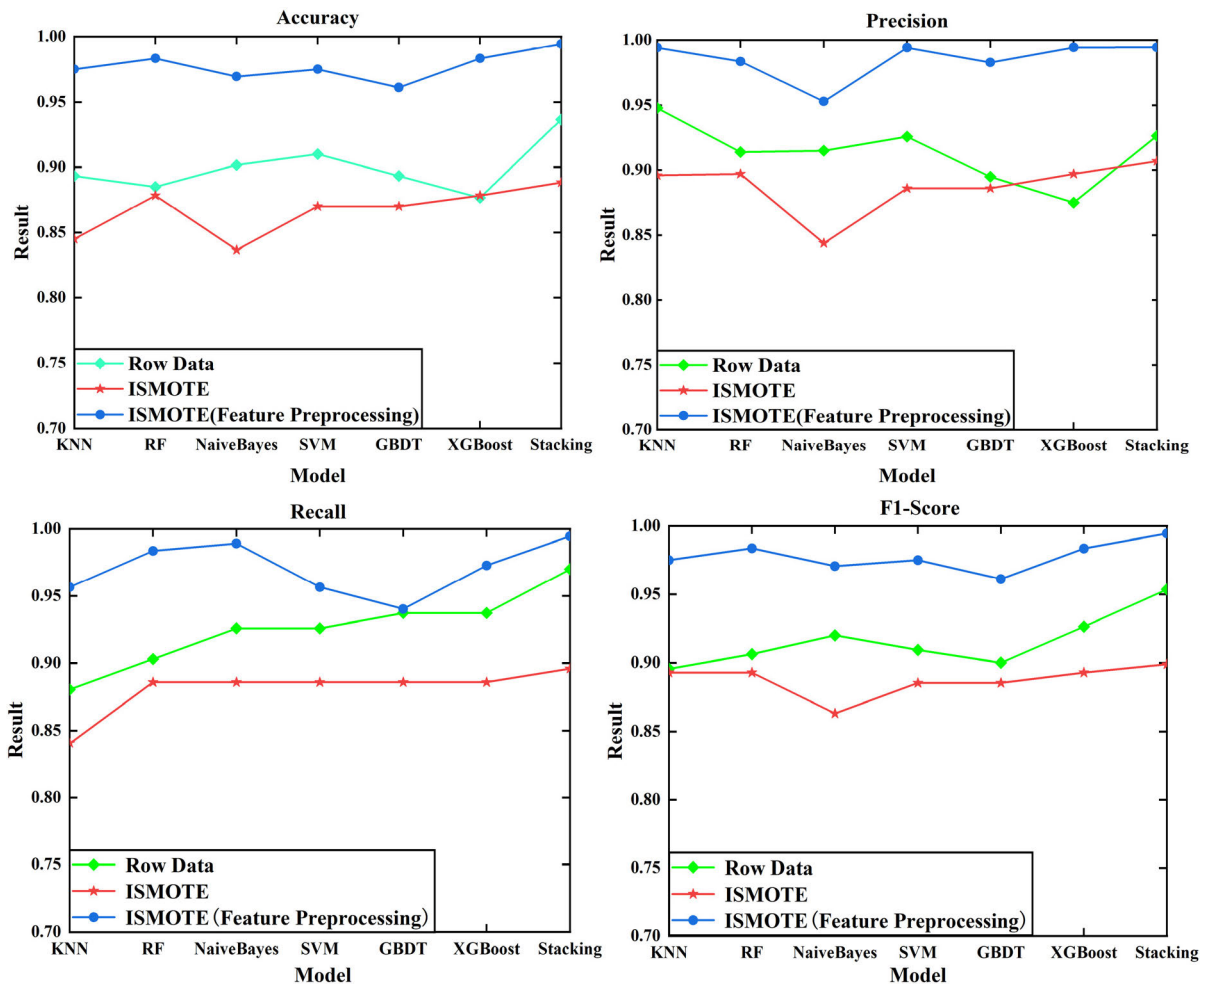 Accuracy
1.00
0.95
0.90
0.85
0.80
0.75
0.70
Result
Row Data
ISMOTE
ISMOTE(Feature Preprocessing)
KNN RF NaiveBayes SVM GBDT XGBoost Stacking
Model
Precision
1.00
0.95
0.90
0.85
0.80
0.75
0.70
Result
Row Data
ISMOTE
ISMOTE(Feature Preprocessing)
KNN RF NaiveBayes SVM GBDT XGBoost Stacking
Model
Recall
1.00
0.95
0.90
0.85
0.80
0.75
0.70
Result
Row Data
ISMOTE
ISMOTE（Feature Preprocessing）
KNN RF NaiveBayes SVM GBDT XGBoost Stacking
Model
F1-Score
1.00
0.95
0.90
0.85
0.80
0.75
0.70
Result
Row Data
ISMOTE
ISMOTE（Feature Preprocessing）
KNN RF NaiveBayes SVM GBDT XGBoost Stacking
Model